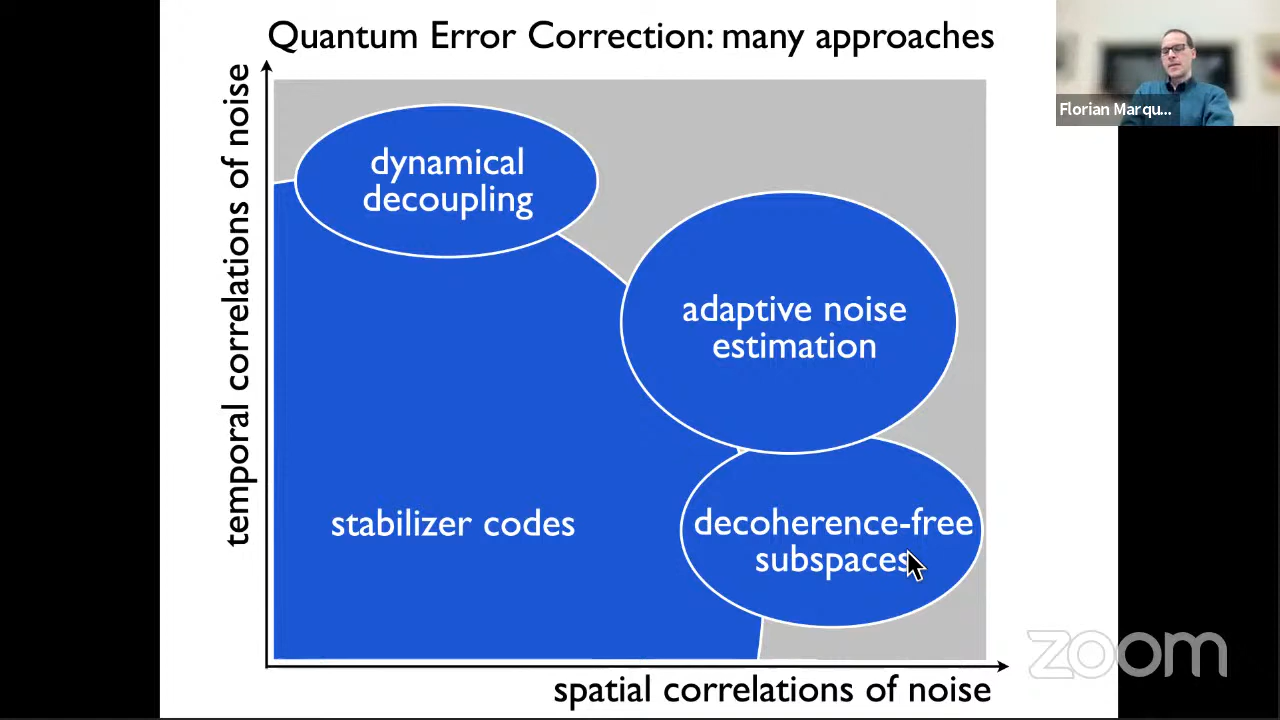 Quantum Error Correction: many approaches
Florian Marqu...
temporal correlations of noise
dynamical
decoupling
adaptive noise
estimation
stabilizer codes
decoherence-free
subspaces
spatial correlations of noise
zoom